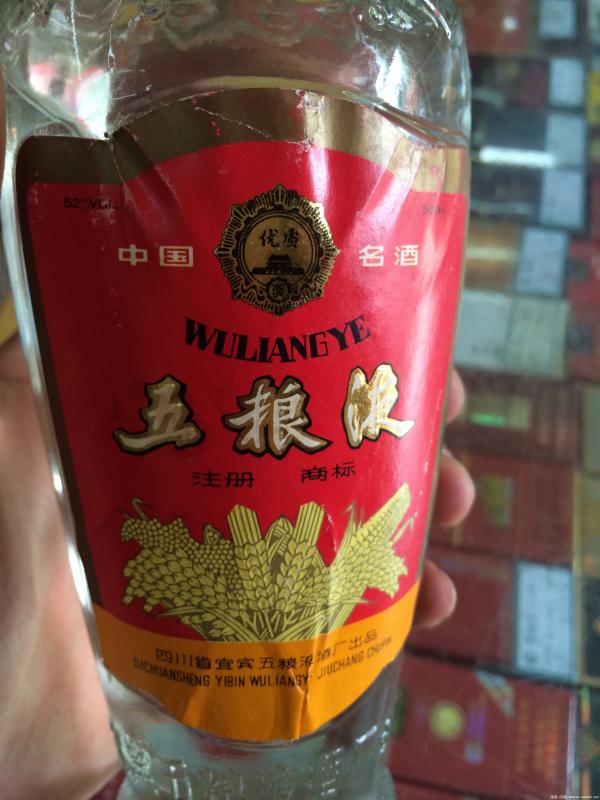 52°VOL
中国
优质
名酒
WULIANGYE
五粮液
注册 商标
四川省宜宾五粮液酒厂出品
SICHUANSHENG YIBIN WULIANGYE JIUCHANG CHUPIN